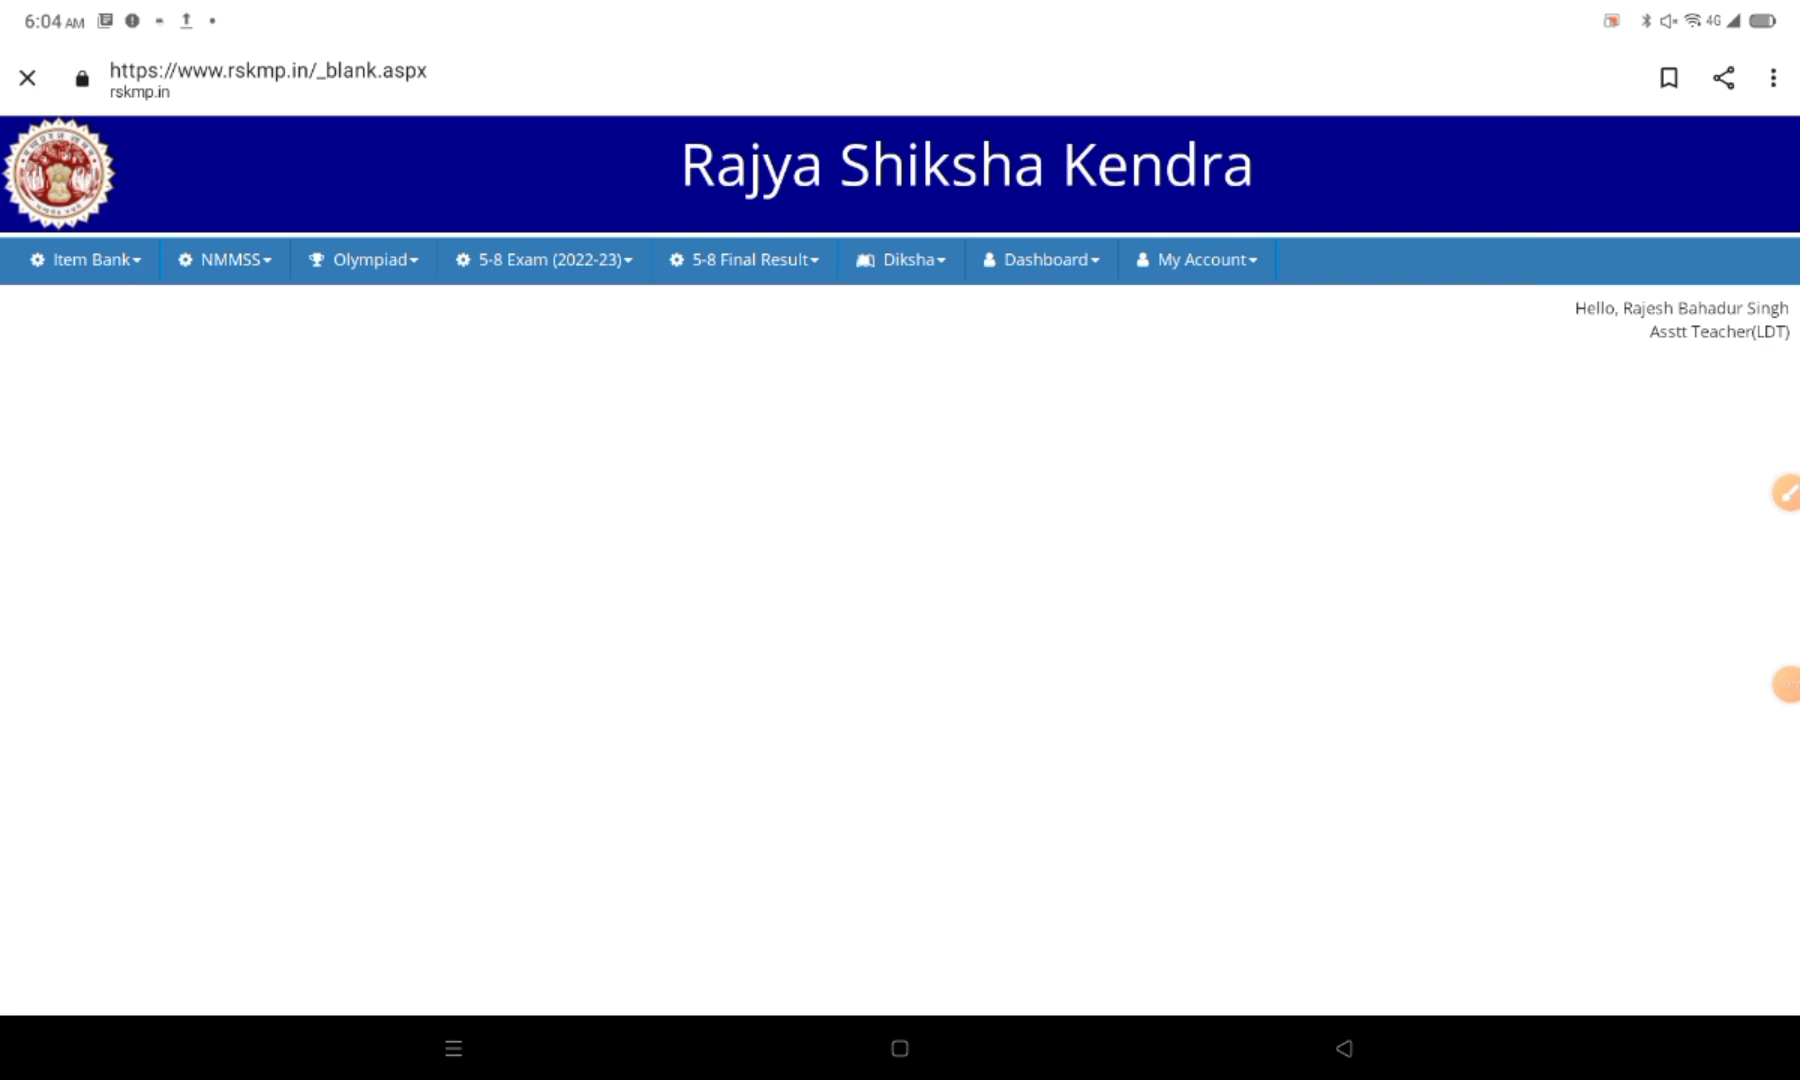 6:04 AM
4G
https://www.rskmp.in/_blank.aspx
rskmp.in
Rajya Shiksha Kendra
Item Bank
NMMSS
Olympiad
5-8 Exam (2022-23)
5-8 Final Result
Diksha
Dashboard
My Account
Hello, Rajesh Bahadur Singh
Asstt Teacher(LDT)